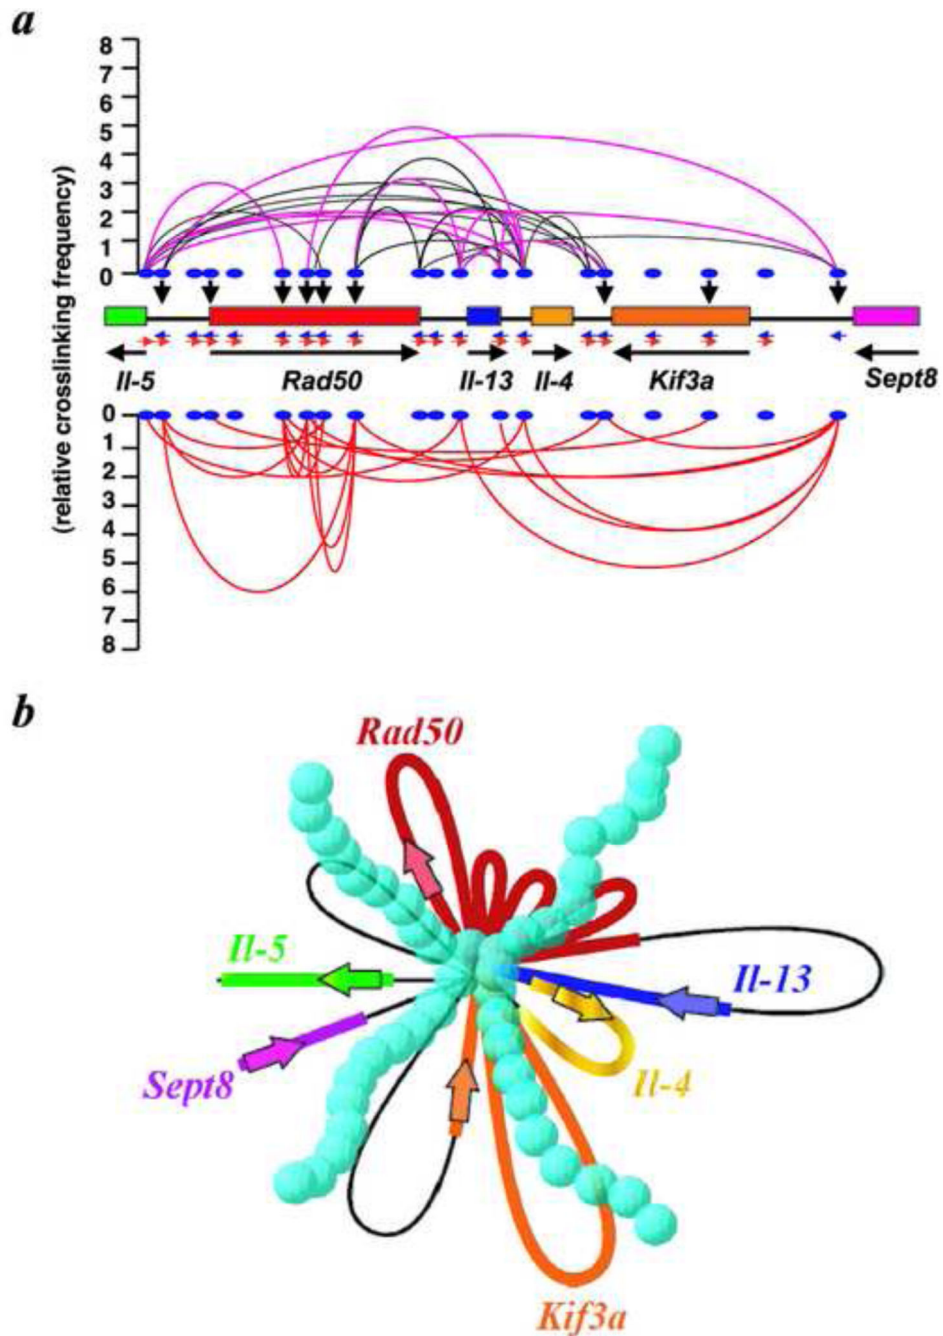 a
8
7
6
5
4
3
2
1
0
(relative crosslinking frequency)
Il-5
Rad50
Il-13
Il-4
Kif3a
Sept8
0
1
2
3
4
5
6
7
8
b
Rad50
Il-5
Il-13
Sept8
Il-4
Kif3a